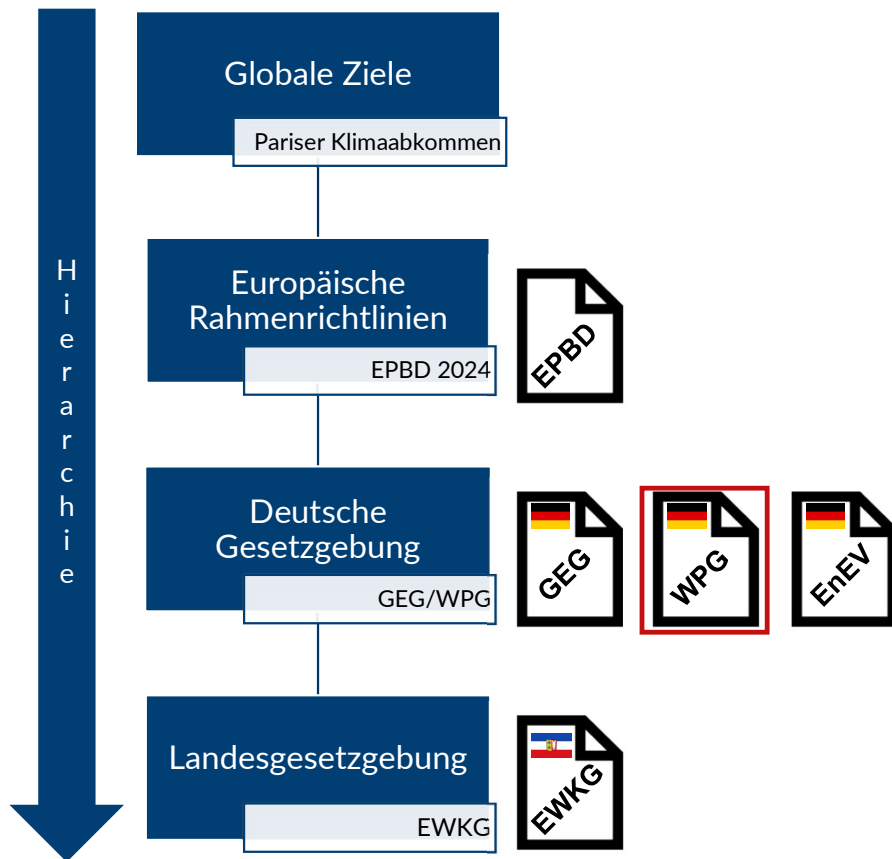 Hierarchie
Globale Ziele
Pariser Klimaabkommen
Europäische
Rahmenrichtlinien
EPBD 2024
EPBD
Deutsche
Gesetzgebung
GEG/WPG
GEG
WPG
EnEV
Landesgesetzgebung
EWKG
EWKG